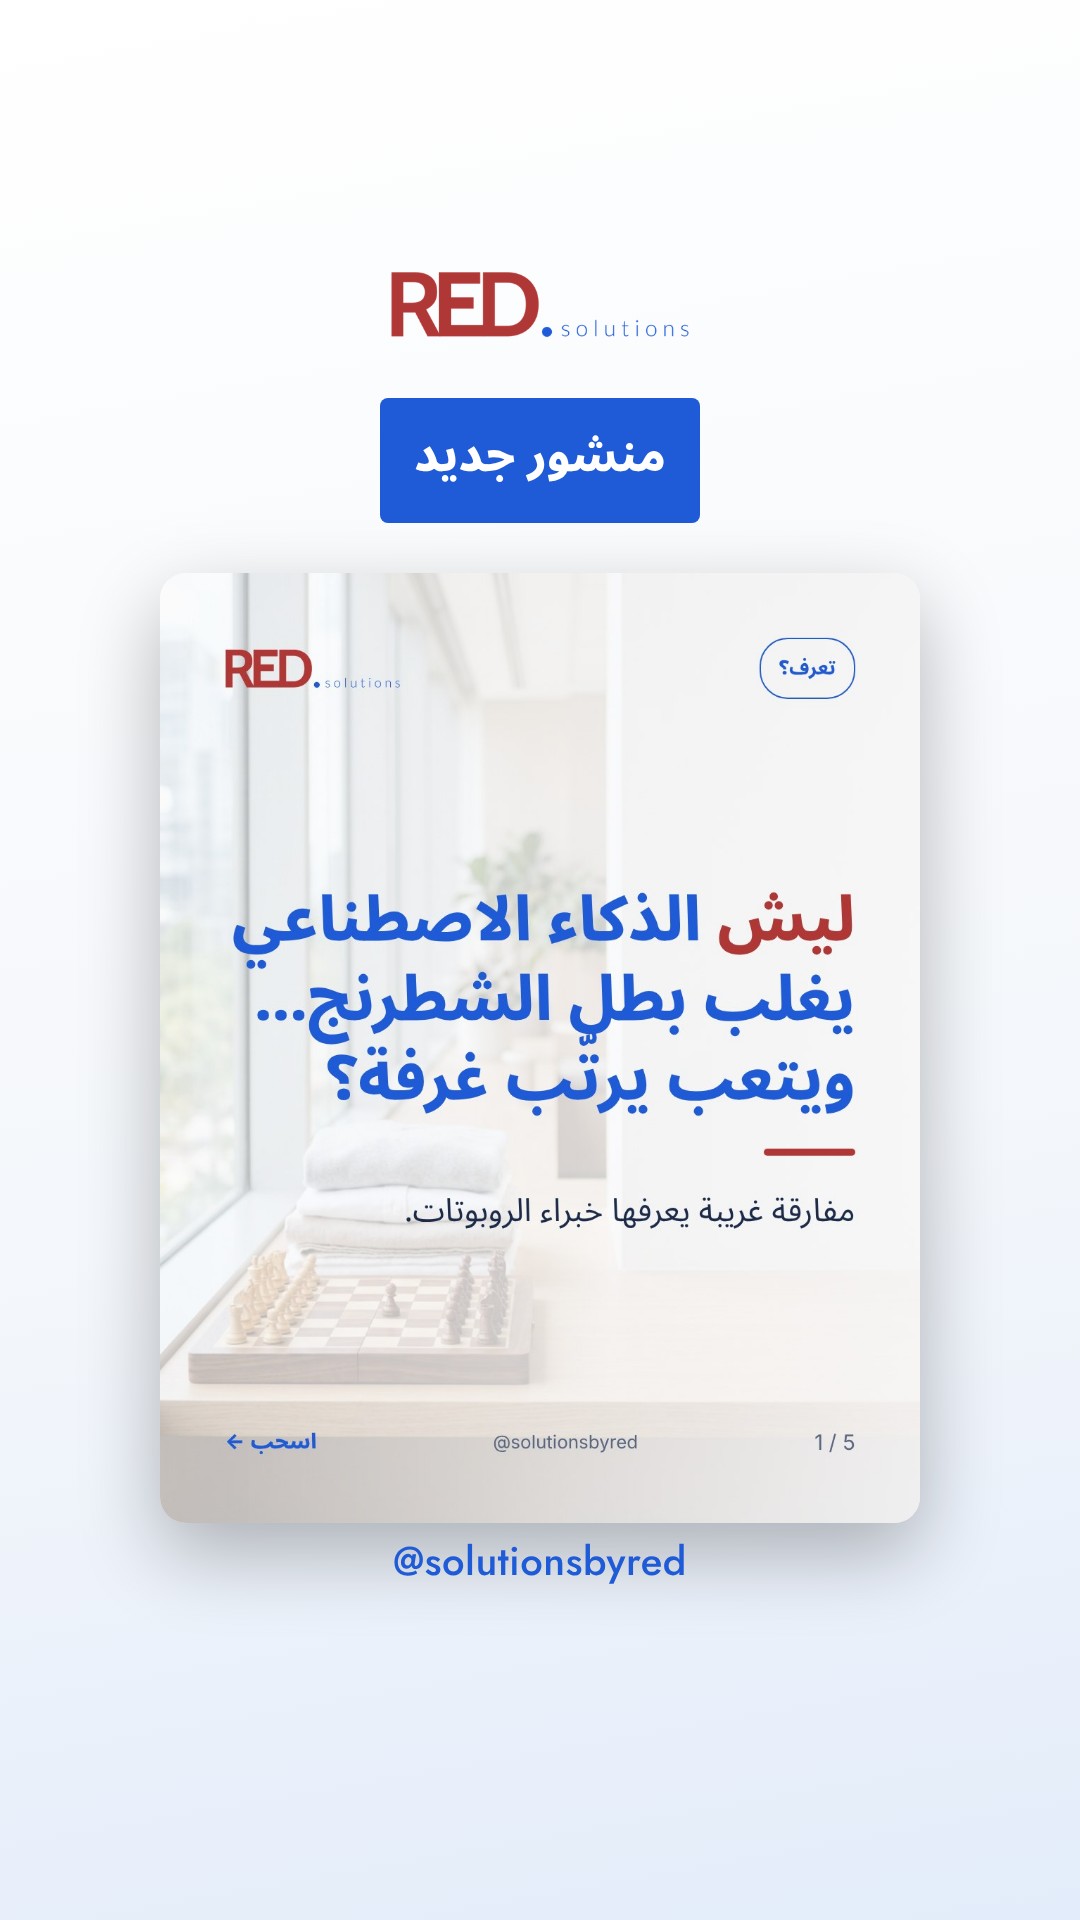 RED.solutions
منشور جديد
RED.solutions
تعرف؟
ليش الذكاء الاصطناعي
يغلب بطل الشطرنج...
ويتعب يرتّب غرفة؟
مفارقة غريبة يعرفها خبراء الروبوتات.
1 / 5
@solutionsbyred
اسحب ←
@solutionsbyred